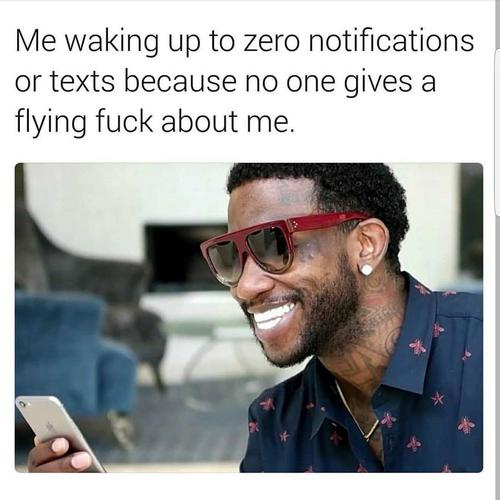 Me waking up to zero notifications
or texts because no one gives a
flying fuck about me.